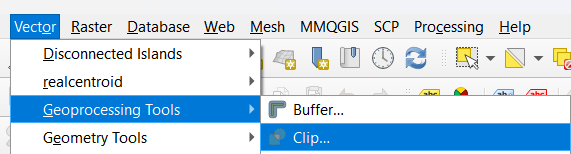 Vector Raster Database Web Mesh MMQGIS SCP Processing Help
Disconnected Islands
realcentroid
Geoprocessing Tools
Buffer...
Geometry Tools
Clip...